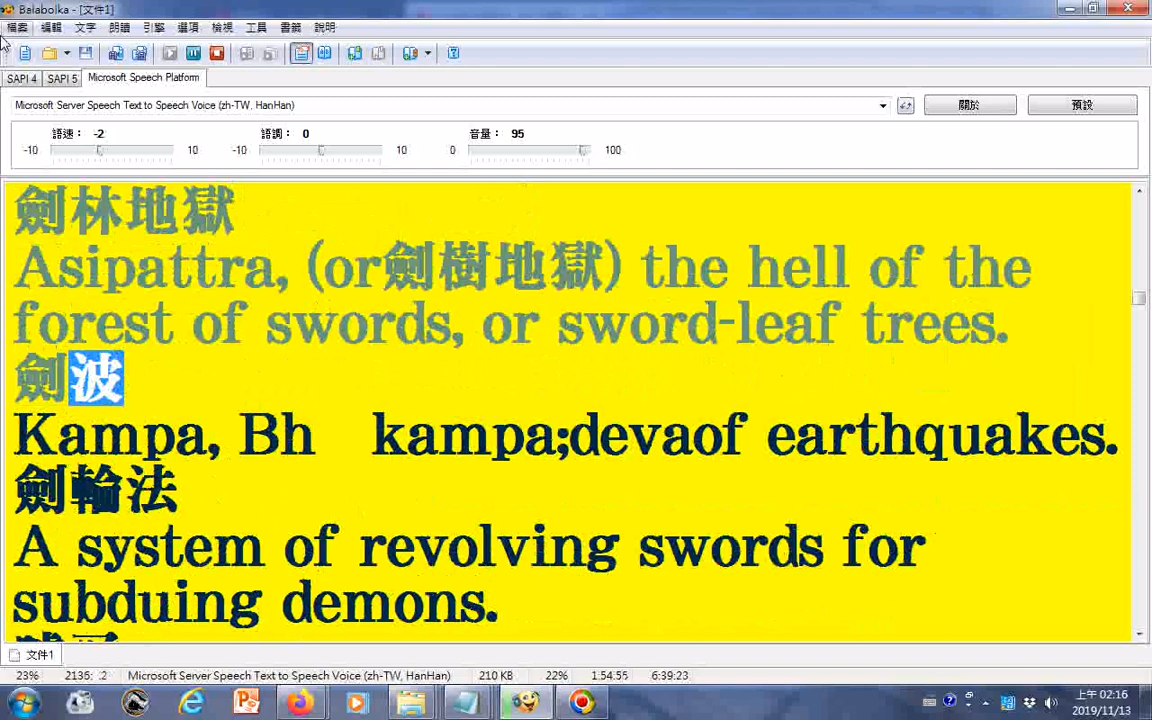 Balabolka - [文件1]
檔案 編輯 文字 朗讀 引擎 選項 檢視 工具 書籤 說明
SAPI 4 SAPI 5 Microsoft Speech Platform
Microsoft Server Speech Text to Speech Voice (zh-TW, HanHan) 關於 預設
語速： -2 語調： 0 音量： 95
-10 10 -10 10 0 100
劍林地獄
Asipattra, (or劍樹地獄) the hell of the
forest of swords, or sword-leaf trees.
劍波
Kampa, Bh kampa;devaof earthquakes.
劍輪法
A system of revolving swords for
subduing demons.
文件1
23% 2135: .2 Microsoft Server Speech Text to Speech Voice (zh-TW, HanHan) 210 KB 22% 1:54:55 6:39:23
上午 02:16
2019/11/13